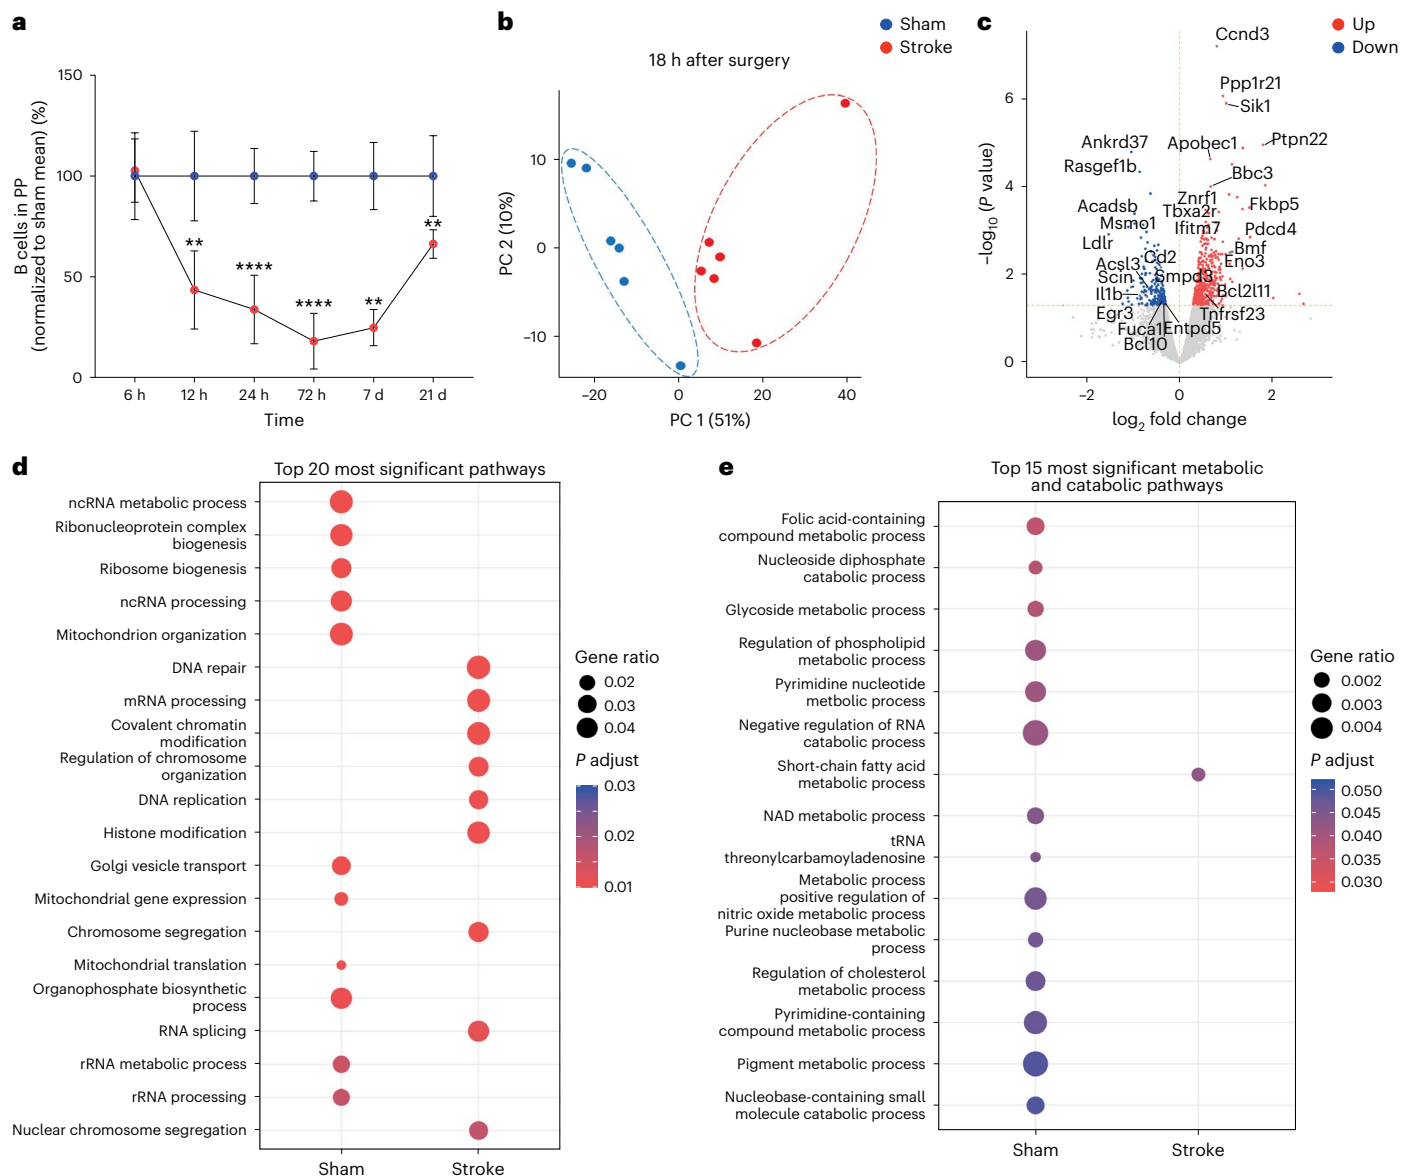 a
B cells in PP
(normalized to sham mean) (%)
150
100
50
0
**
****
****
**
**
6 h
12 h
24 h
72 h
7 d
21 d
Time
b
Sham
Stroke
18 h after surgery
PC 2 (10%)
10
0
−10
−20
0
20
40
PC 1 (51%)
c
Up
Down
−log10 (P value)
6
4
2
0
Ccnd3
Ppp1r21
Sik1
Ankrd37
Apobec1
Ptpn22
Rasgef1b
Bbc3
Znrf1
Acadsb
Tbxa2r
Fkbp5
Msmo1
Ifitm7
Pdcd4
Ldlr
Cd2
Bmf
Acsl3
Eno3
Scin
Smpd3
Il1b
Bcl2l11
Egr3
Tnfrsf23
Fuca1
Entpd5
Bcl10
−2
0
2
log2 fold change
d
Top 20 most significant pathways
ncRNA metabolic process
Ribonucleoprotein complex
biogenesis
Ribosome biogenesis
ncRNA processing
Mitochondrion organization
DNA repair
mRNA processing
Covalent chromatin
modification
Regulation of chromosome
organization
DNA replication
Histone modification
Golgi vesicle transport
Mitochondrial gene expression
Chromosome segregation
Mitochondrial translation
Organophosphate biosynthetic
process
RNA splicing
rRNA metabolic process
rRNA processing
Nuclear chromosome segregation
Sham
Stroke
Gene ratio
0.02
0.03
0.04
P adjust
0.03
0.02
0.01
e
Top 15 most significant metabolic
and catabolic pathways
Folic acid-containing
compound metabolic process
Nucleoside diphosphate
catabolic process
Glycoside metabolic process
Regulation of phospholipid
metabolic process
Pyrimidine nucleotide
metbolic process
Negative regulation of RNA
catabolic process
Short-chain fatty acid
metabolic process
NAD metabolic process
tRNA
threonylcarbamoyladenosine
Metabolic process
positive regulation of
nitric oxide metabolic process
Purine nucleobase metabolic
process
Regulation of cholesterol
metabolic process
Pyrimidine-containing
compound metabolic process
Pigment metabolic process
Nucleobase-containing small
molecule catabolic process
Sham
Stroke
Gene ratio
0.002
0.003
0.004
P adjust
0.050
0.045
0.040
0.035
0.030